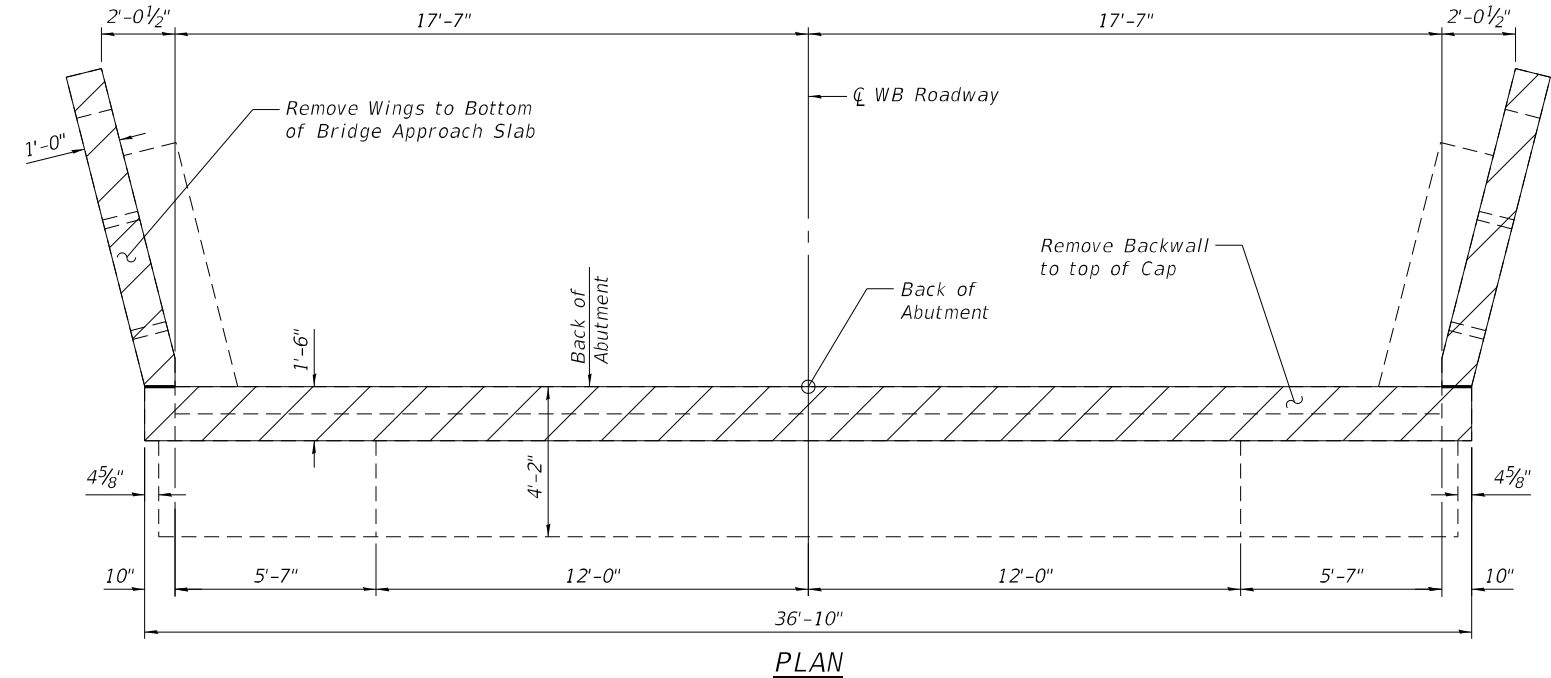 2'-0½" 17'-7" 17'-7" 2'-0½"
℄ WB Roadway
Remove Wings to Bottom
of Bridge Approach Slab
1'-0"
Remove Backwall
to top of Cap
Back of
Abutment
Back of
Abutment
1'-6"
4'-2"
4⅝" 4⅝"
10" 5'-7" 12'-0" 12'-0" 5'-7" 10"
36'-10"
PLAN